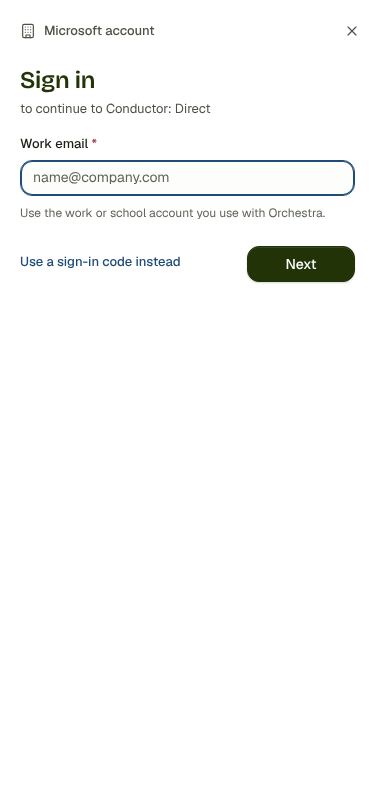 Microsoft account
Sign in
to continue to Conductor: Direct
Work email *
name@company.com
Use the work or school account you use with Orchestra.
Use a sign-in code instead
Next